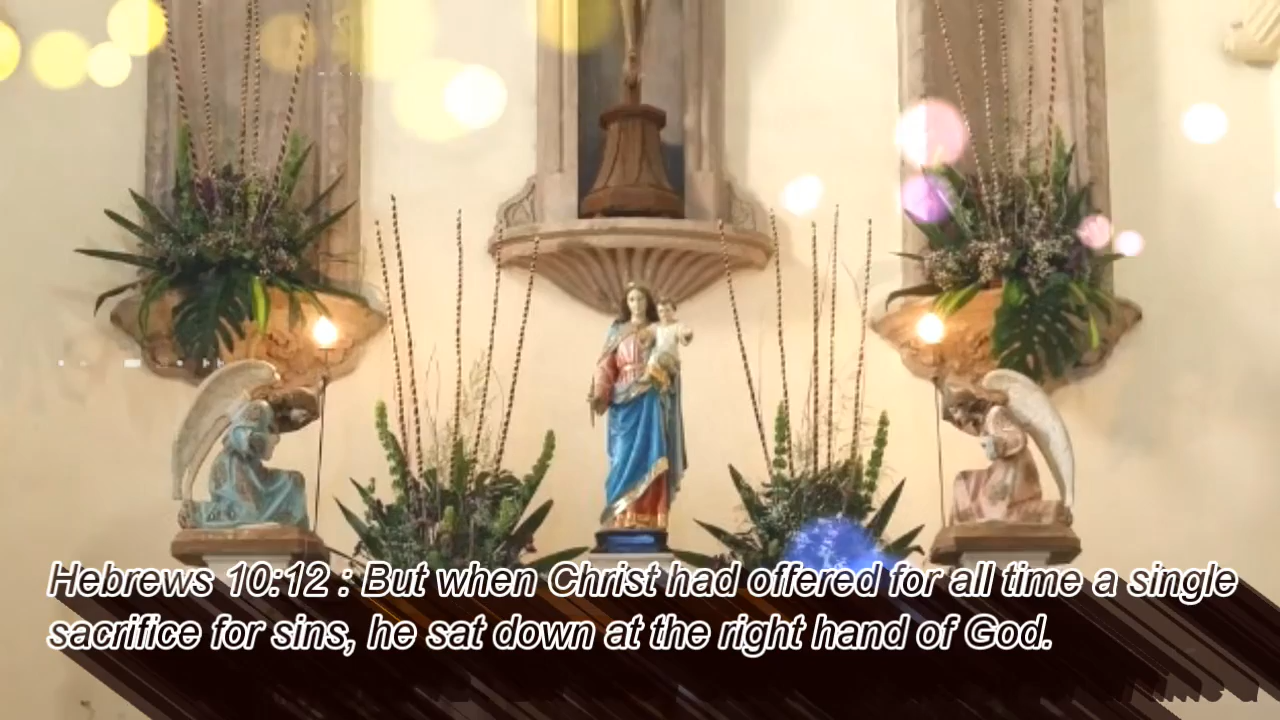 Hebrews 10:12 : But when Christ had offered for all time a single
sacrifice for sins, he sat down at the right hand of God.